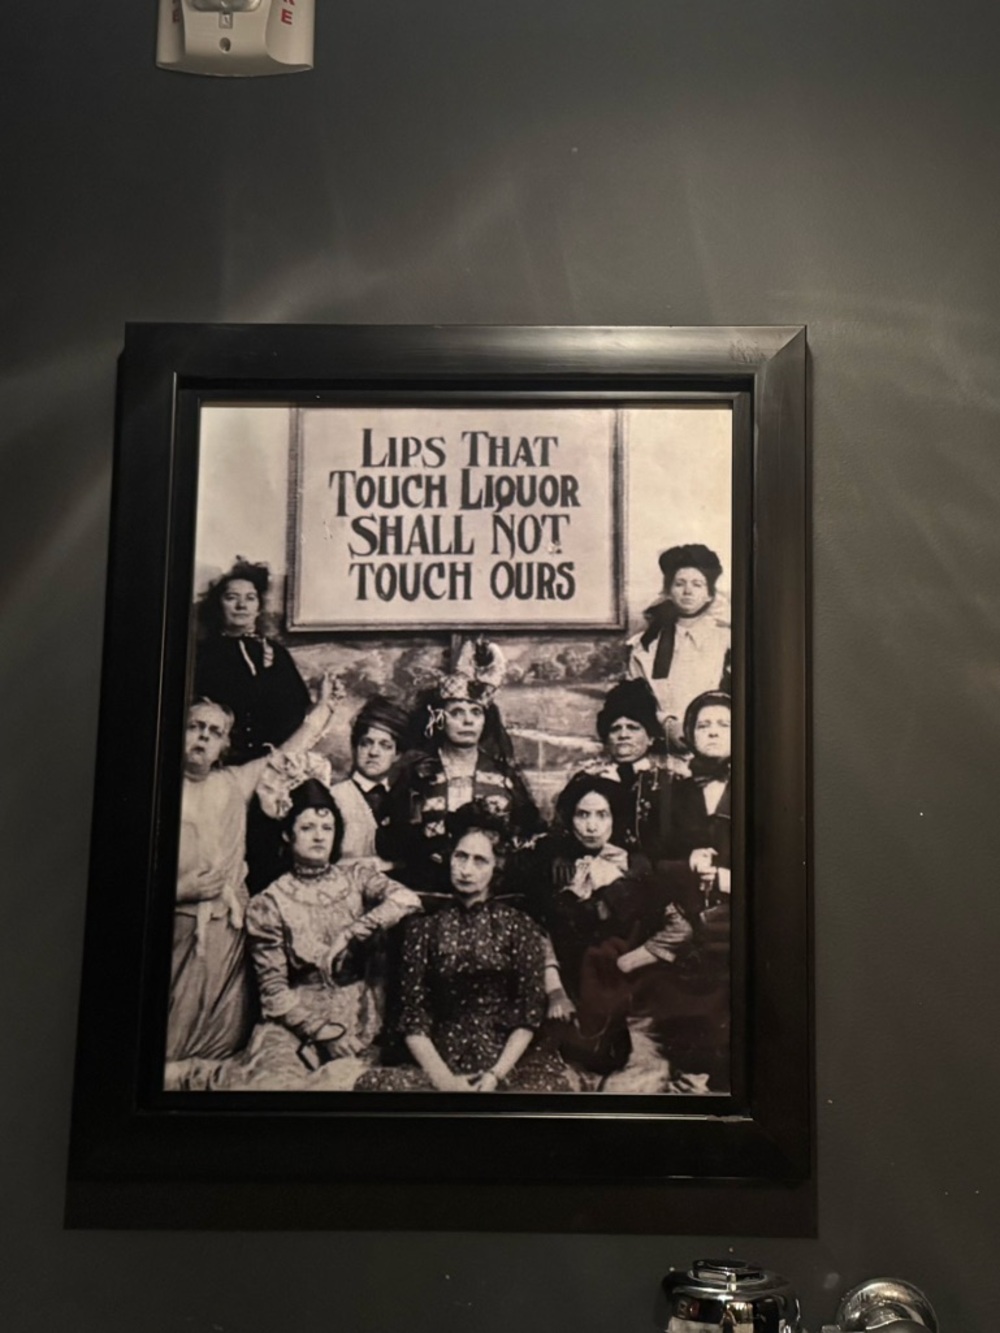 E
LIPS THAT
TOUCH LIQUOR
SHALL NOT
TOUCH OURS